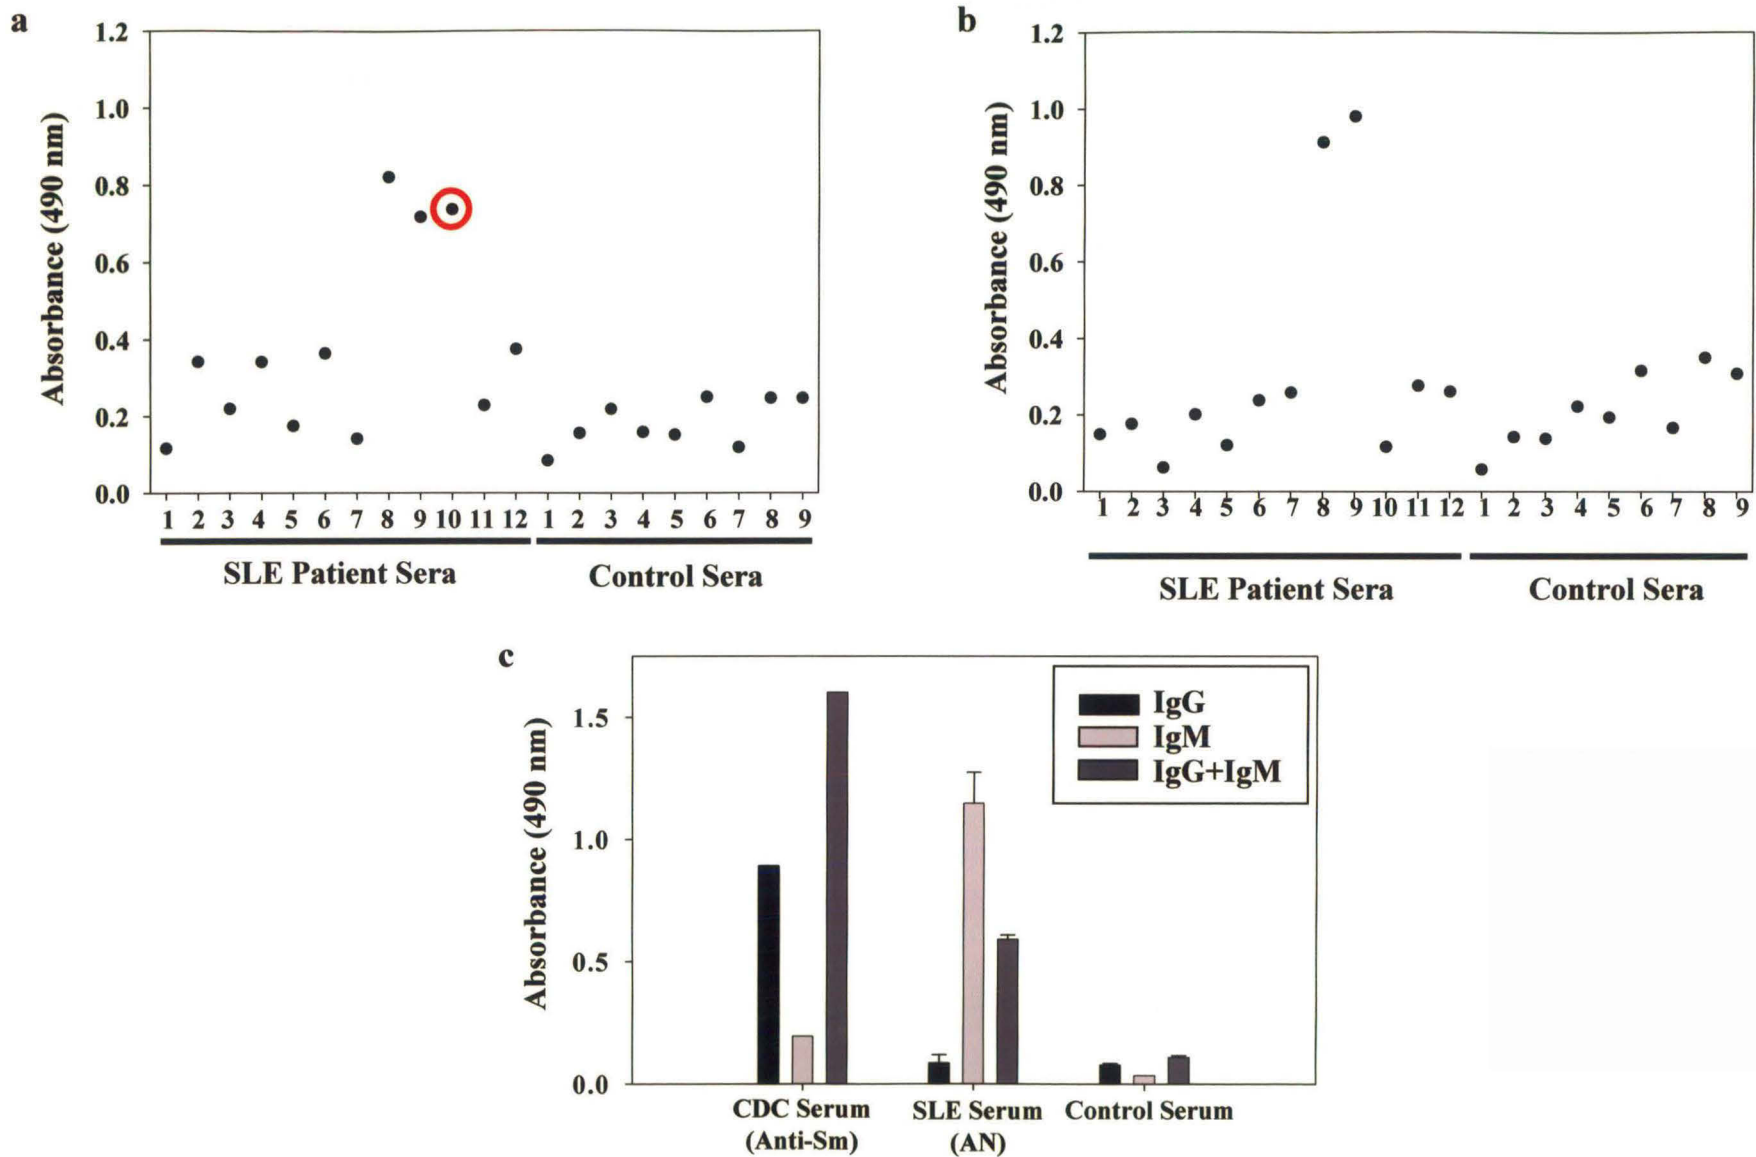 a
1.2
1.0
0.8
0.6
0.4
0.2
0.0
Absorbance (490 nm)
1 2 3 4 5 6 7 8 9 10 11 12 1 2 3 4 5 6 7 8 9
SLE Patient Sera
Control Sera
b
1.2
1.0
0.8
0.6
0.4
0.2
0.0
Absorbance (490 nm)
1 2 3 4 5 6 7 8 9 10 11 12 1 2 3 4 5 6 7 8 9
SLE Patient Sera
Control Sera
c
1.5
1.0
0.5
0.0
Absorbance (490 nm)
IgG
IgM
IgG+IgM
CDC Serum
(Anti-Sm)
SLE Serum
(AN)
Control Serum